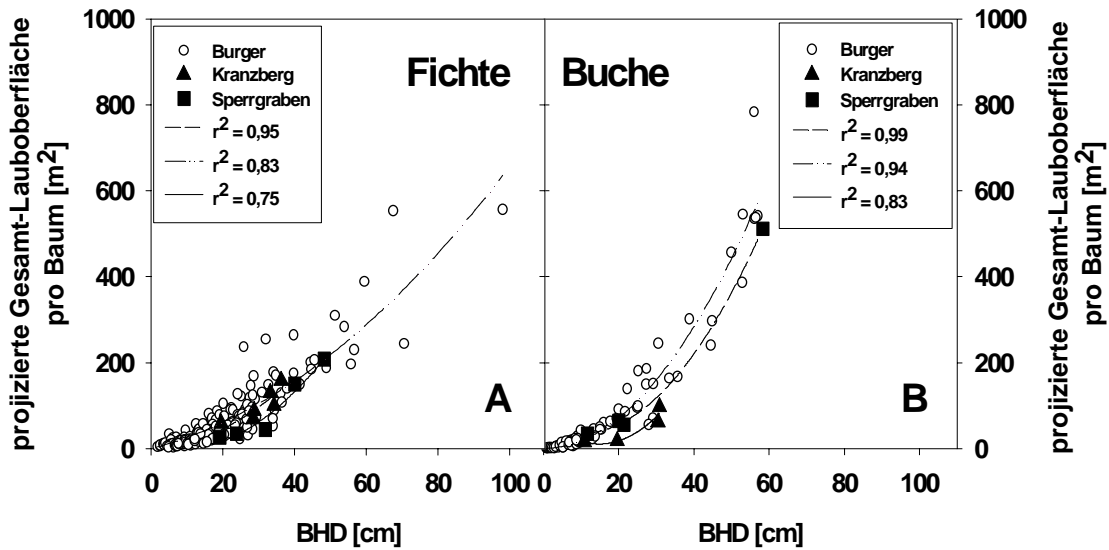 projizierte Gesamt-Lauboberfläche
pro Baum [m²]
1000
800
600
400
200
0
Burger
Kranzberg
Sperrgraben
r² = 0,95
r² = 0,83
r² = 0,75
Fichte
A
0 20 40 60 80 100
BHD [cm]
Buche
Burger
Kranzberg
Sperrgraben
r² = 0,99
r² = 0,94
r² = 0,83
B
0 20 40 60 80 100
BHD [cm]
1000
800
600
400
200
0
projizierte Gesamt-Lauboberfläche
pro Baum [m²]